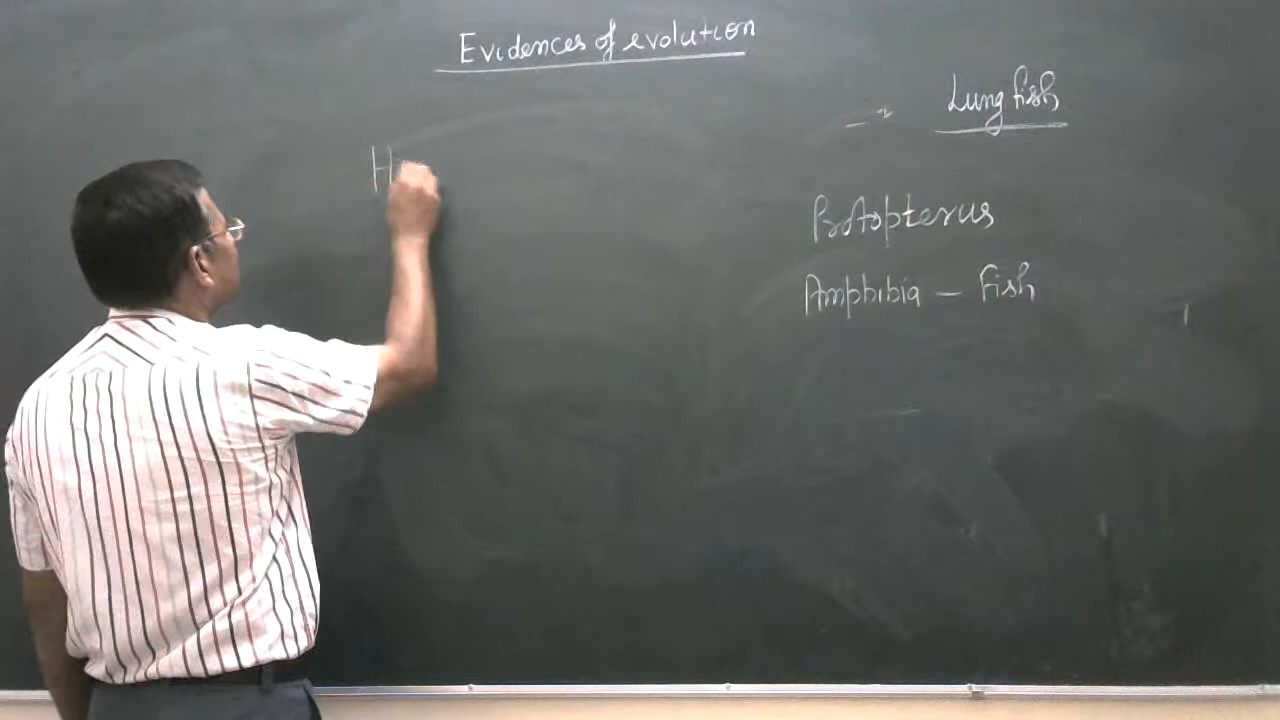 Evidences of evolution
Lung fish
Protopterus
Amphibia – fish
H